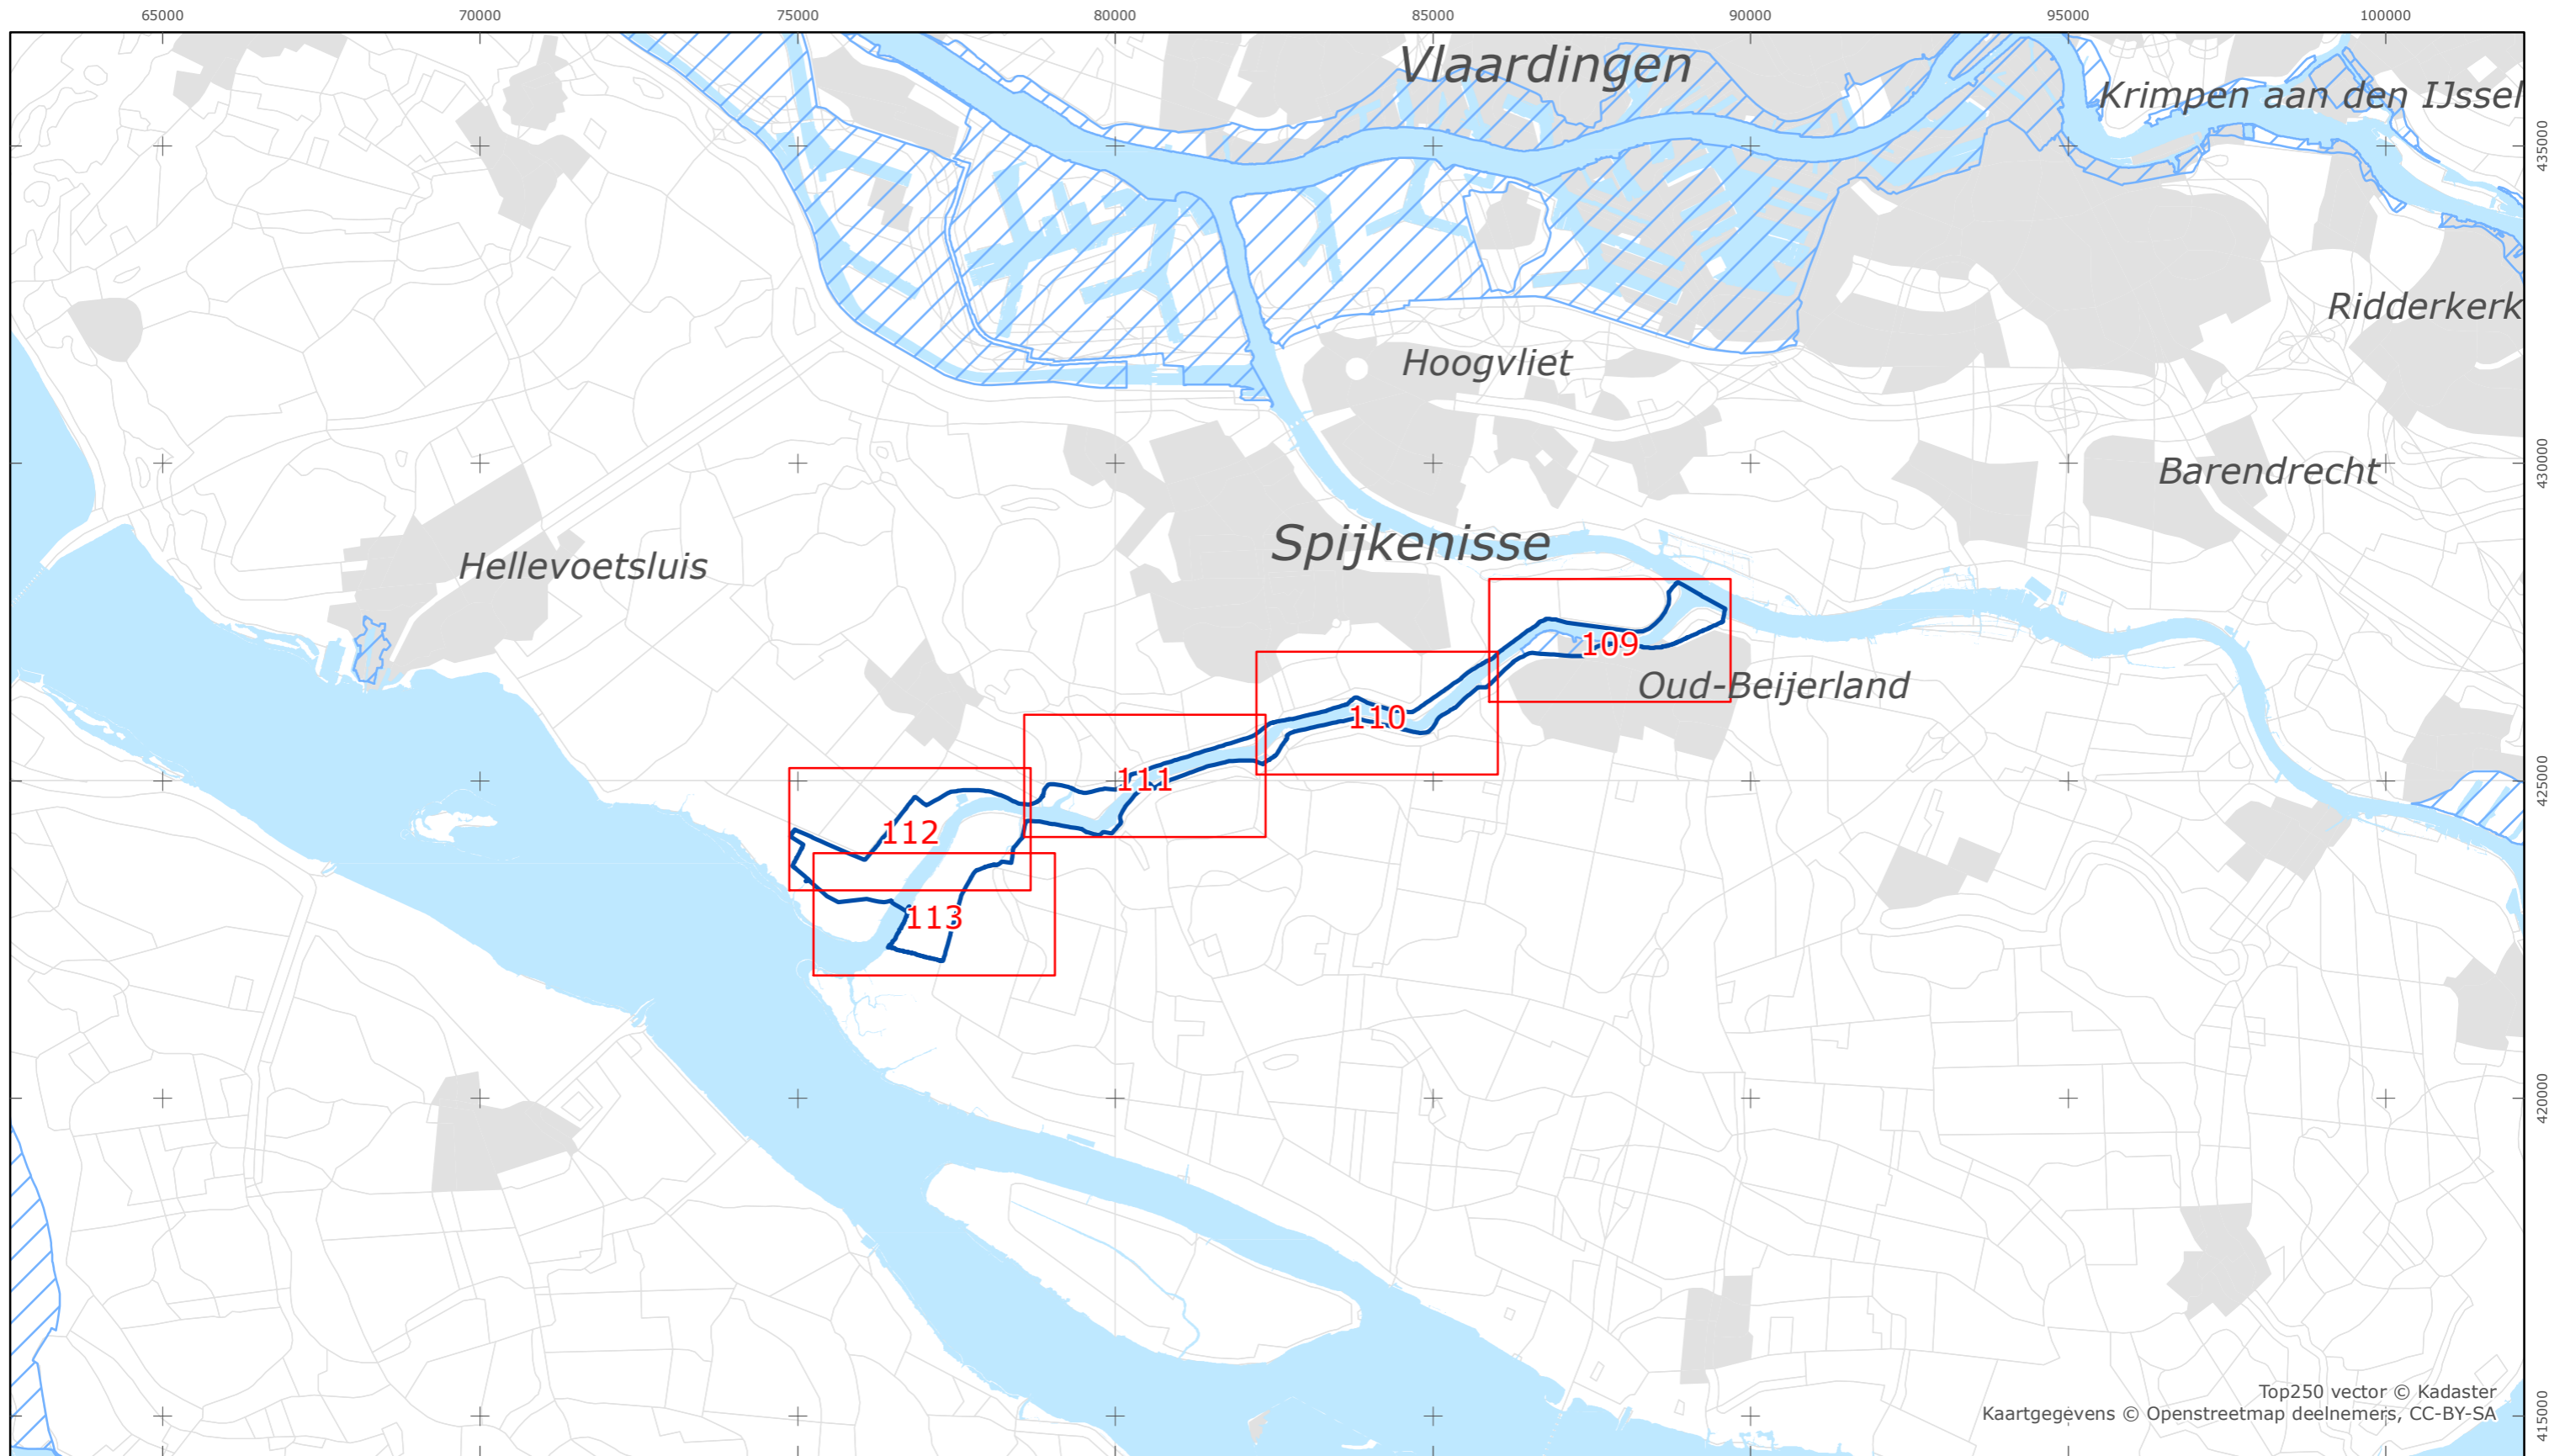 65000
70000
75000
80000
85000
90000
95000
100000
Vlaardingen
Krimpen aan den IJssel
435000
Ridderkerk
Hoogvliet
430000
Barendrecht
Spijkenisse
Hellevoetsluis
109
Oud-Beijerland
110
111
425000
112
113
420000
Top250 vector © Kadaster
Kaartgegevens © Openstreetmap deelnemers, CC-BY-SA
415000